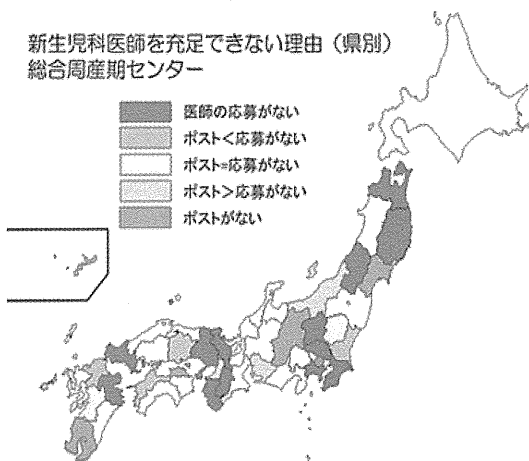 新生児科医師を充足できない理由（県別）
総合周産期センター
医師の応募がない
ポスト<応募がない
ポスト=応募がない
ポスト>応募がない
ポストがない